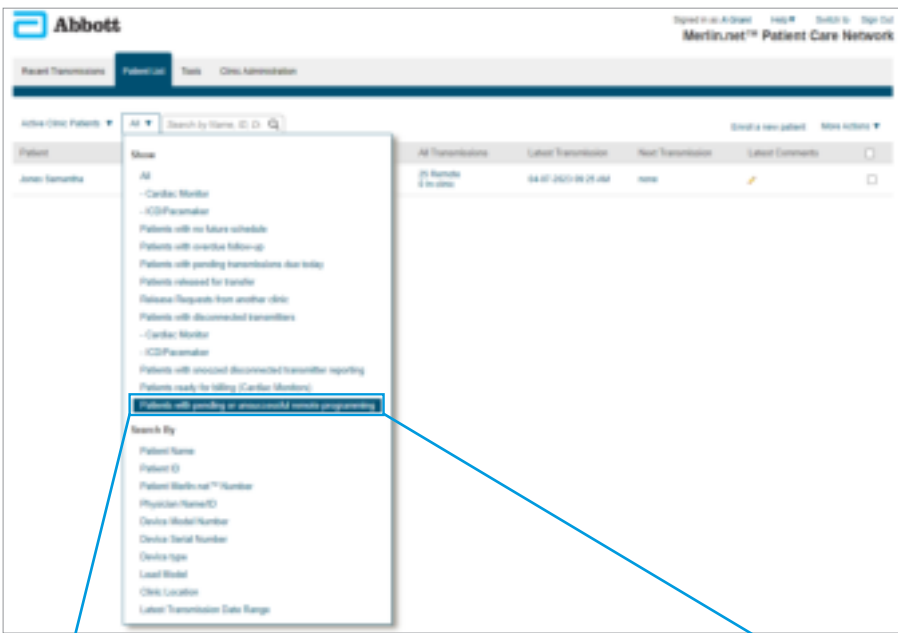 Abbott
Signed in as A Grant Help Switch to Sign Out
Merlin.net™ Patient Care Network
Recent Transmissions Patient List Tools Clinic Administration
Active Clinic Patients ▼ All ▼ Search by Name, ID, D Enroll a new patient More Actions ▼
Patient All Transmissions Latest Transmission Next Transmission Latest Comments
Jones Samantha 25 Remote 04-07-2023 09:25 AM none
0 In-clinic
Show
All
- Cardiac Monitor
- ICD/Pacemaker
Patients with no future schedule
Patients with overdue follow-up
Patients with pending transmissions due today
Patients released for transfer
Release Requests from another clinic
Patients with disconnected transmitters
- Cardiac Monitor
- ICD/Pacemaker
Patients with snoozed disconnected transmitter reporting
Patients ready for billing (Cardiac Monitors)
Patients with pending or unsuccessful remote programming
Search By
Patient Name
Patient ID
Patient Merlin.net™ Number
Physician Name/ID
Device Model Number
Device Serial Number
Device type
Lead Model
Clinic Location
Latest Transmission Date Range